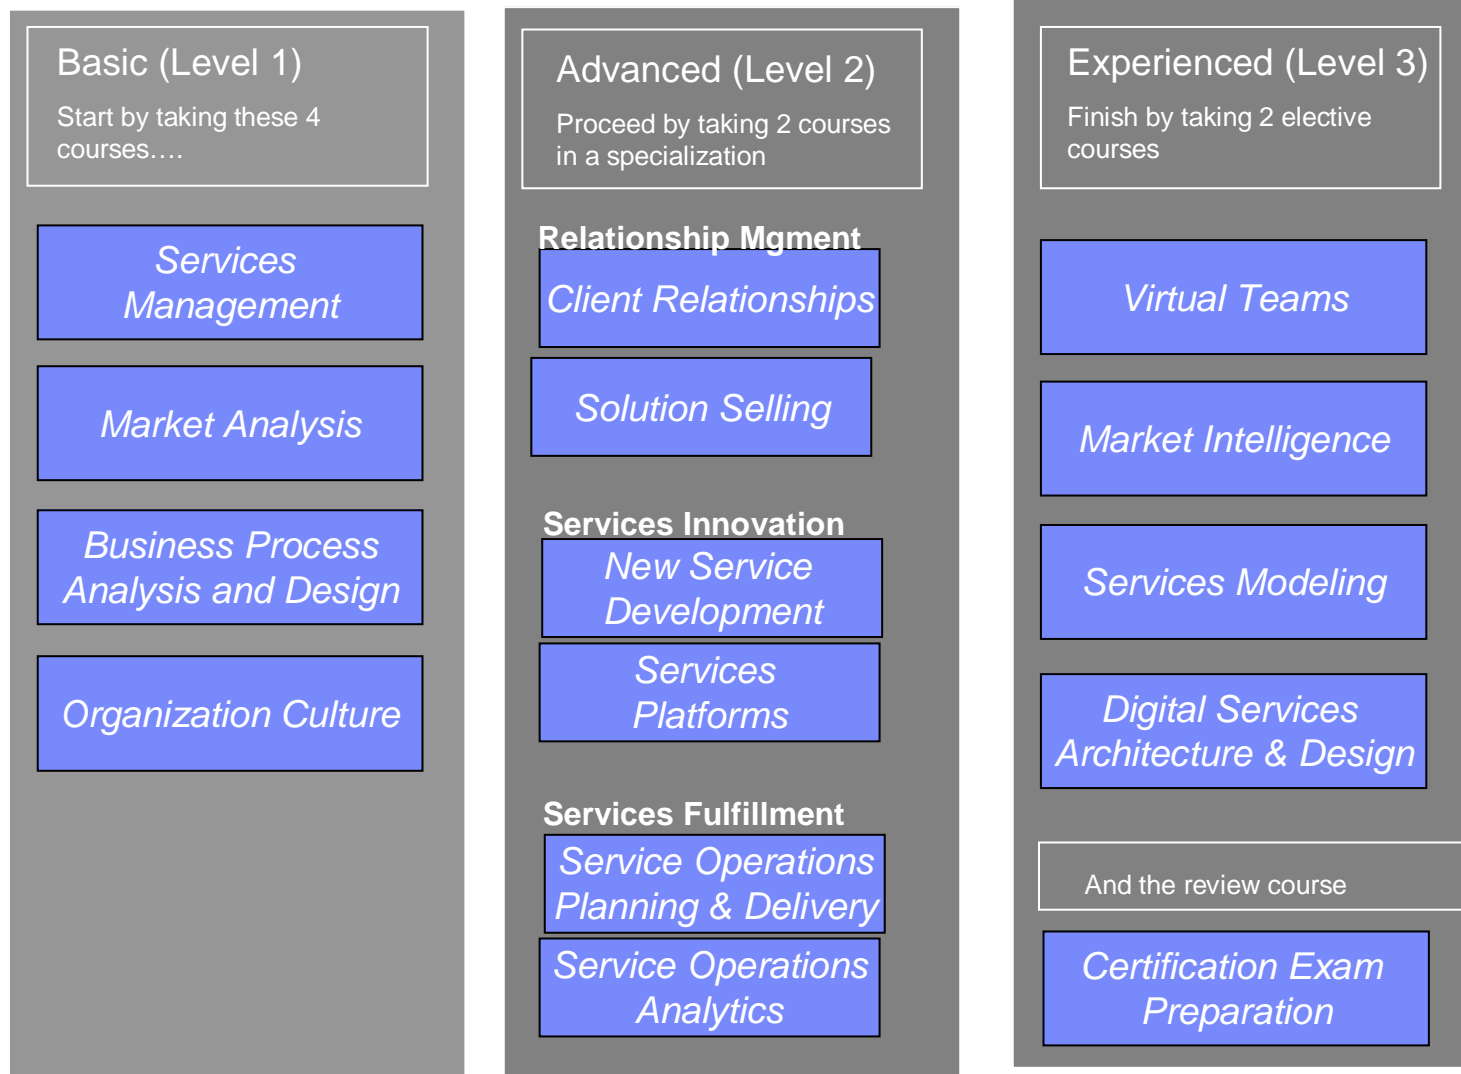 Basic (Level 1)
Start by taking these 4
courses….
Services
Management
Market Analysis
Business Process
Analysis and Design
Organization Culture
Advanced (Level 2)
Proceed by taking 2 courses
in a specialization
Relationship Mgment
Client Relationships
Solution Selling
Services Innovation
New Service
Development
Services
Platforms
Services Fulfillment
Service Operations
Planning & Delivery
Service Operations
Analytics
Experienced (Level 3)
Finish by taking 2 elective
courses
Virtual Teams
Market Intelligence
Services Modeling
Digital Services
Architecture & Design
And the review course
Certification Exam
Preparation